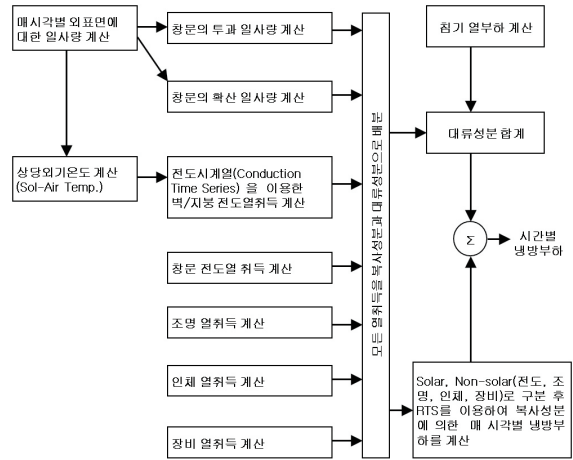 매시각별 외표면에
대한 일사량 계산
창문의 투과 일사량 계산
창문의 확산 일사량 계산
상당외기온도 계산
(Sol-Air Temp.)
전도시계열(Conduction
Time Series) 을 이용한
벽/지붕 전도열취득 계산
창문 전도열 취득 계산
조명 열취득 계산
인체 열취득 계산
장비 열취득 계산
모든 열취득을 복사성분과 대류성분으로 배분
침기 열부하 계산
대류성분 합계
Σ
시간별
냉방부하
Solar, Non-solar(전도, 조
명, 인체, 장비)로 구분 후
RTS를 이용하여 복사성분
에 의한 매 시각별 냉방부
하를 계산